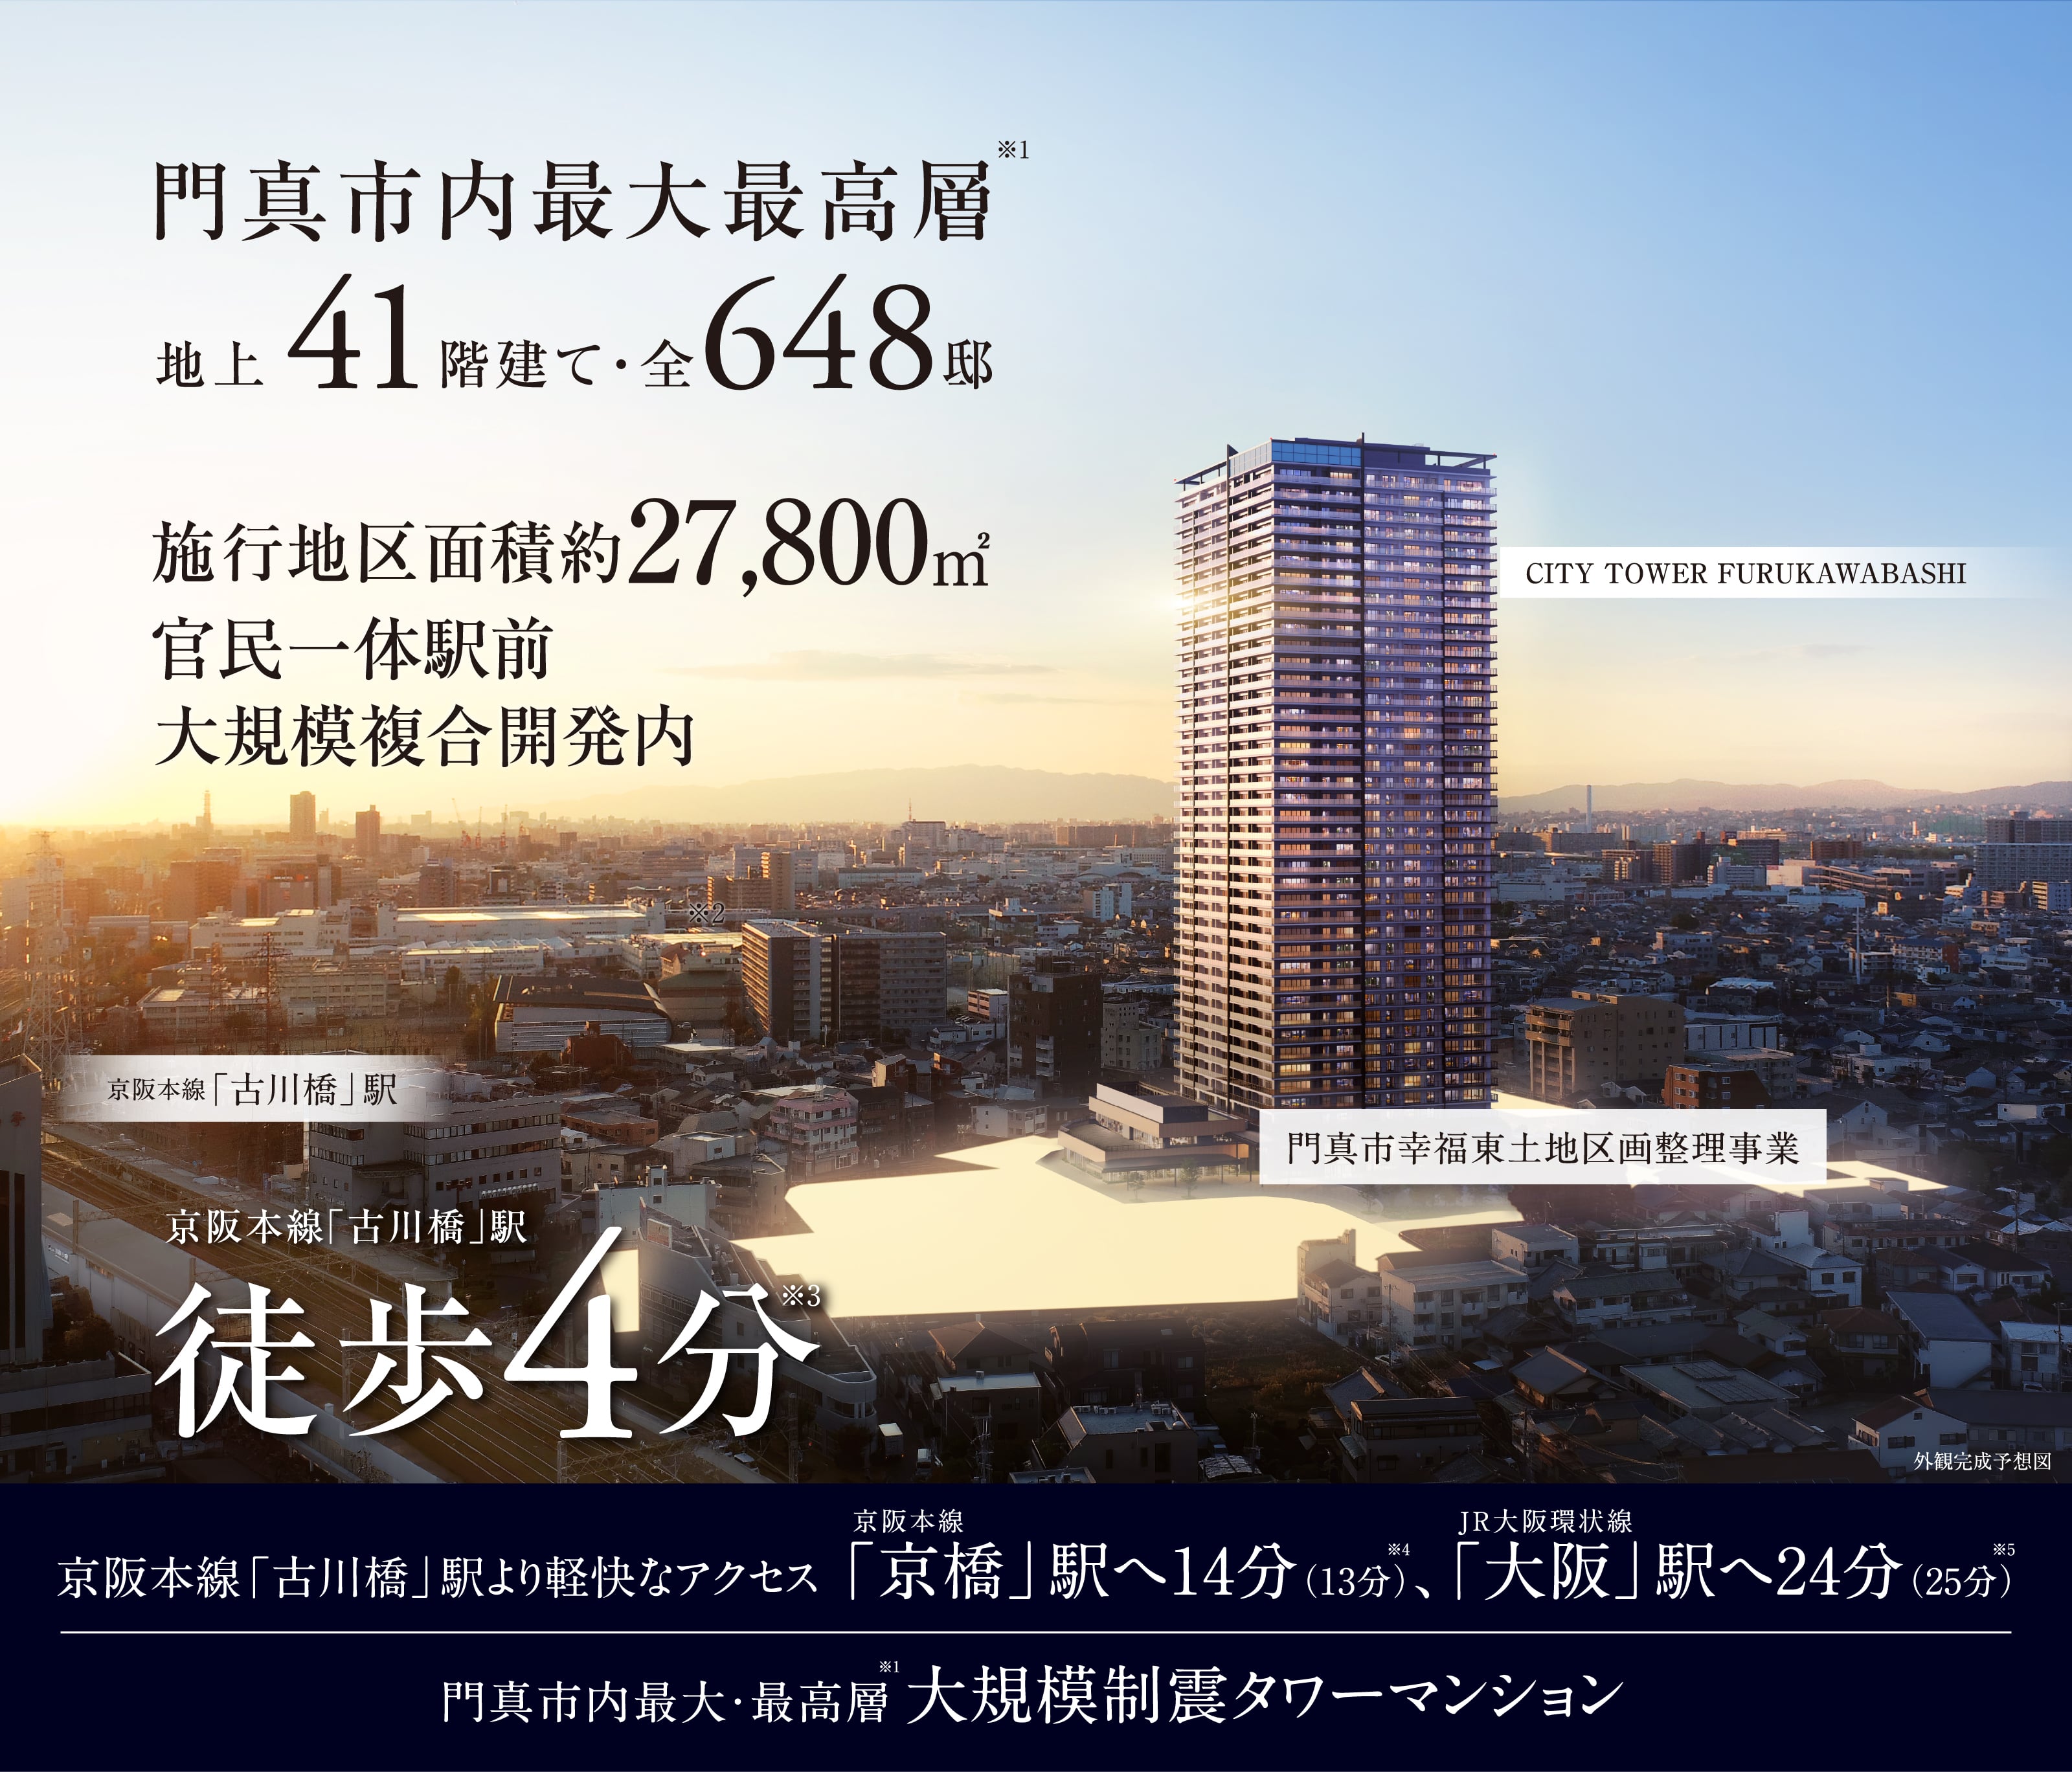 門真市内最大最高層※1
地上41階建て・全648邸
施行地区面積約27,800㎡
官民一体駅前
大規模複合開発内
※2
CITY TOWER FURUKAWABASHI
京阪本線「古川橋」駅
門真市幸福東土地区画整理事業
京阪本線「古川橋」駅
徒歩4分※3
外観完成予想図
京阪本線 JR大阪環状線
京阪本線「古川橋」駅より軽快なアクセス「京橋」駅へ14分(13分)※4、「大阪」駅へ24分(25分)※5
門真市内最大・最高層※1大規模制震タワーマンション